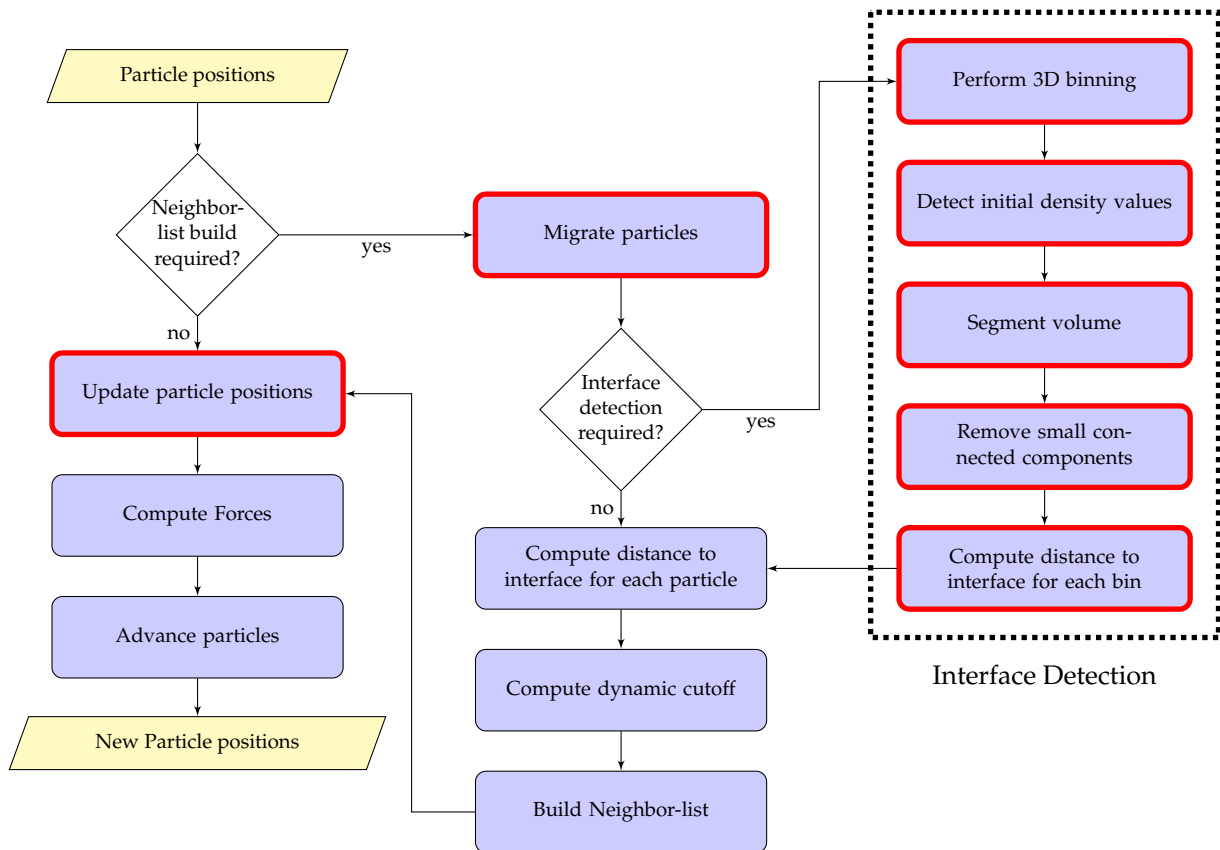 Particle positions
Neighbor-
list build
required?
yes
no
Update particle positions
Compute Forces
Advance particles
New Particle positions
Migrate particles
Interface
detection
required?
yes
no
Compute distance to
interface for each particle
Compute dynamic cutoff
Build Neighbor-list
Perform 3D binning
Detect initial density values
Segment volume
Remove small con-
nected components
Compute distance to
interface for each bin
Interface Detection